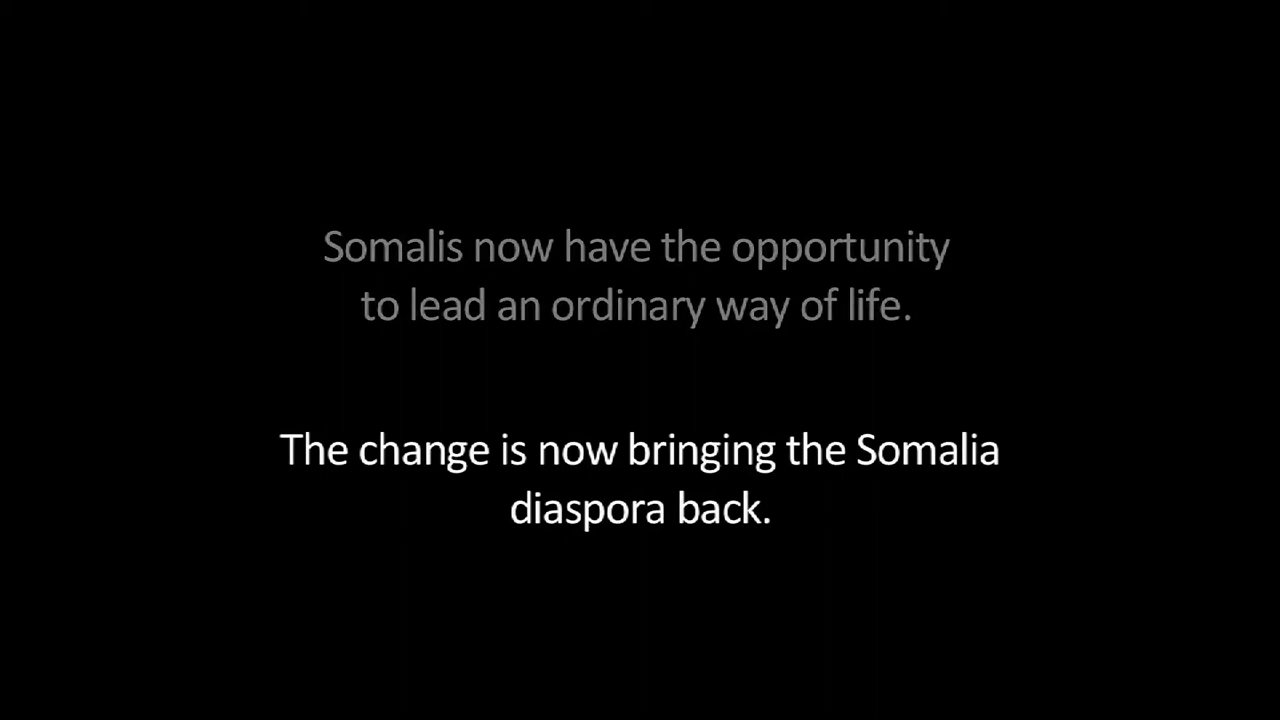 Somalis now have the opportunity
to lead an ordinary way of life.
The change is now bringing the Somalia
diaspora back.